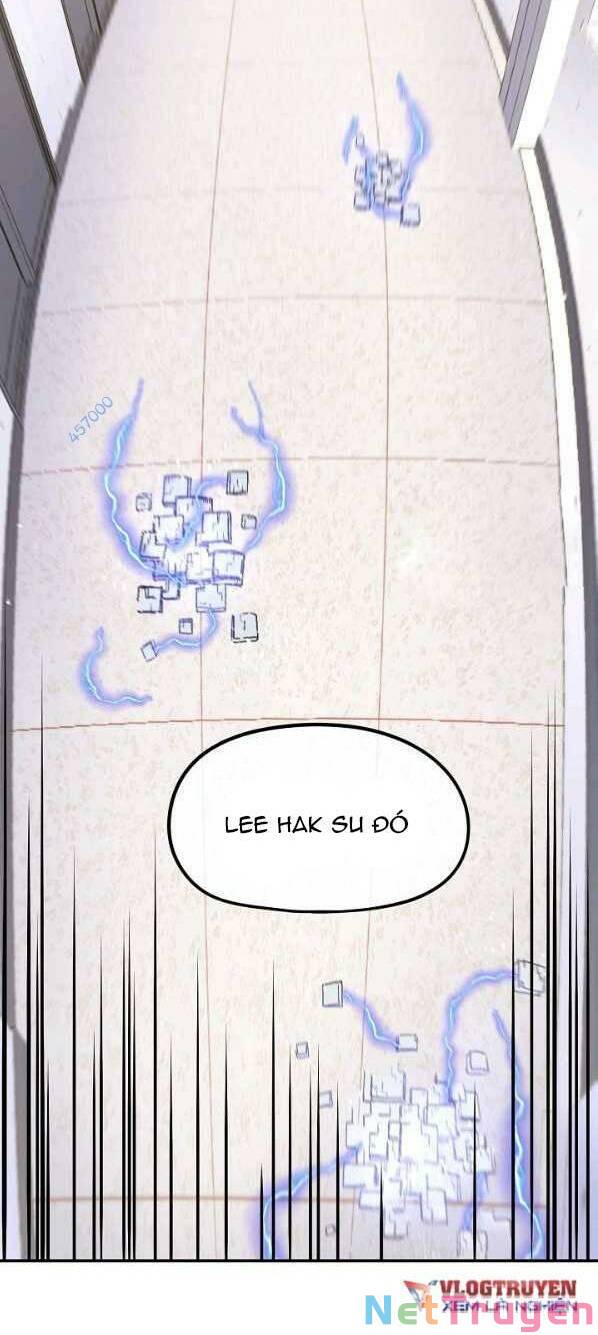 457000
LEE HAK SU ĐÓ
VLOGTRUYEN
XEM LÀ NGHIỆN
NetTruyen